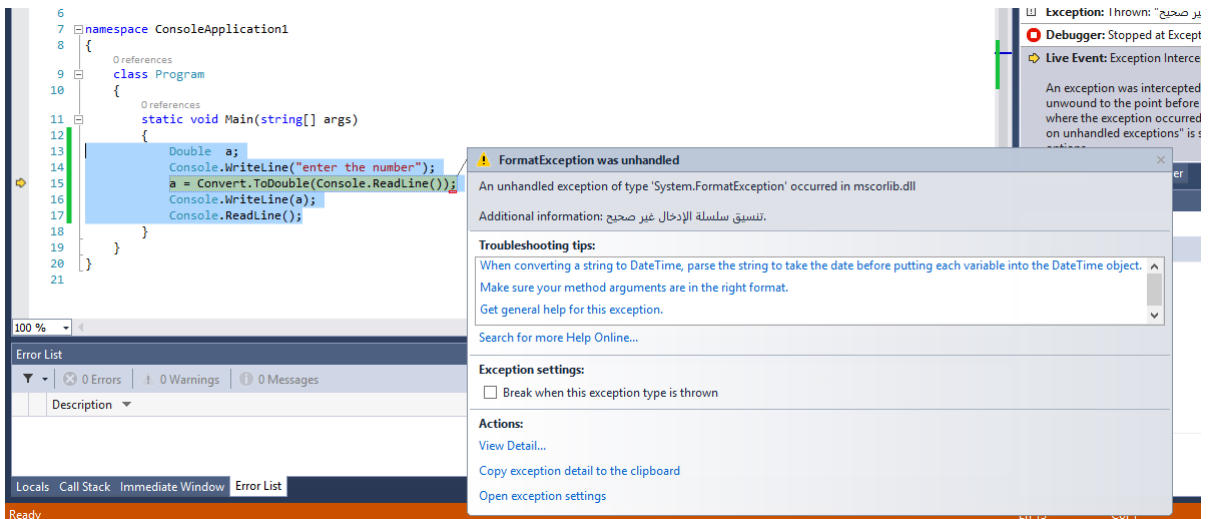 6
7 namespace ConsoleApplication1
8 {
0 references
9 class Program
10 {
0 references
11 static void Main(string[] args)
12 {
13 Double a;
14 Console.WriteLine("enter the number");
15 a = Convert.ToDouble(Console.ReadLine());
16 Console.WriteLine(a);
17 Console.ReadLine();
18 }
19 }
20 }
21
100 %
Error List
0 Errors 0 Warnings 0 Messages
Description
Locals Call Stack Immediate Window Error List
Ready
FormatException was unhandled
An unhandled exception of type 'System.FormatException' occurred in mscorlib.dll
Additional information: تنسيق سلسلة الإدخال غير صحيح.
Troubleshooting tips:
When converting a string to DateTime, parse the string to take the date before putting each variable into the DateTime object.
Make sure your method arguments are in the right format.
Get general help for this exception.
Search for more Help Online...
Exception settings:
Break when this exception type is thrown
Actions:
View Detail...
Copy exception detail to the clipboard
Open exception settings
Exception: Thrown: "ير صحيح
Debugger: Stopped at Except
Live Event: Exception Interce
An exception was intercepted
unwound to the point before
where the exception occurred
on unhandled exceptions" is s